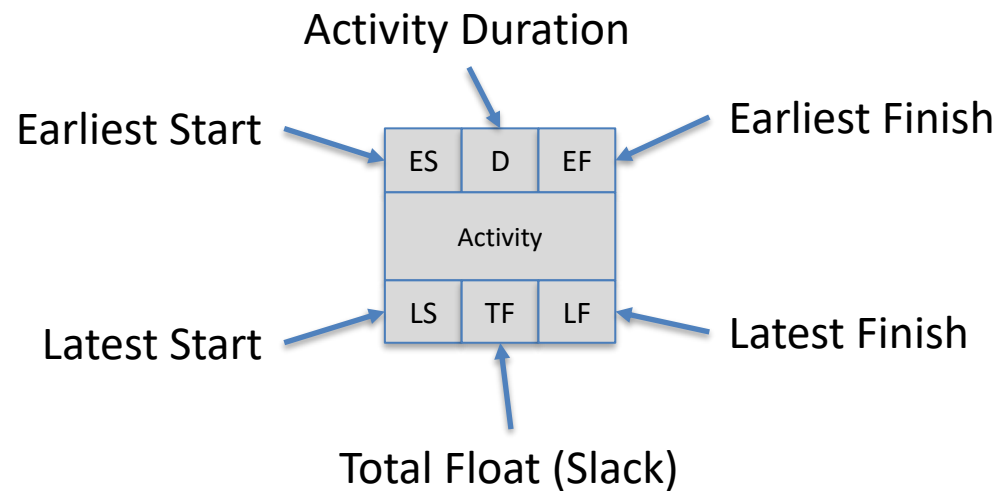 Activity Duration
Earliest Start
Earliest Finish
ES D EF
Activity
LS TF LF
Latest Start
Latest Finish
Total Float (Slack)